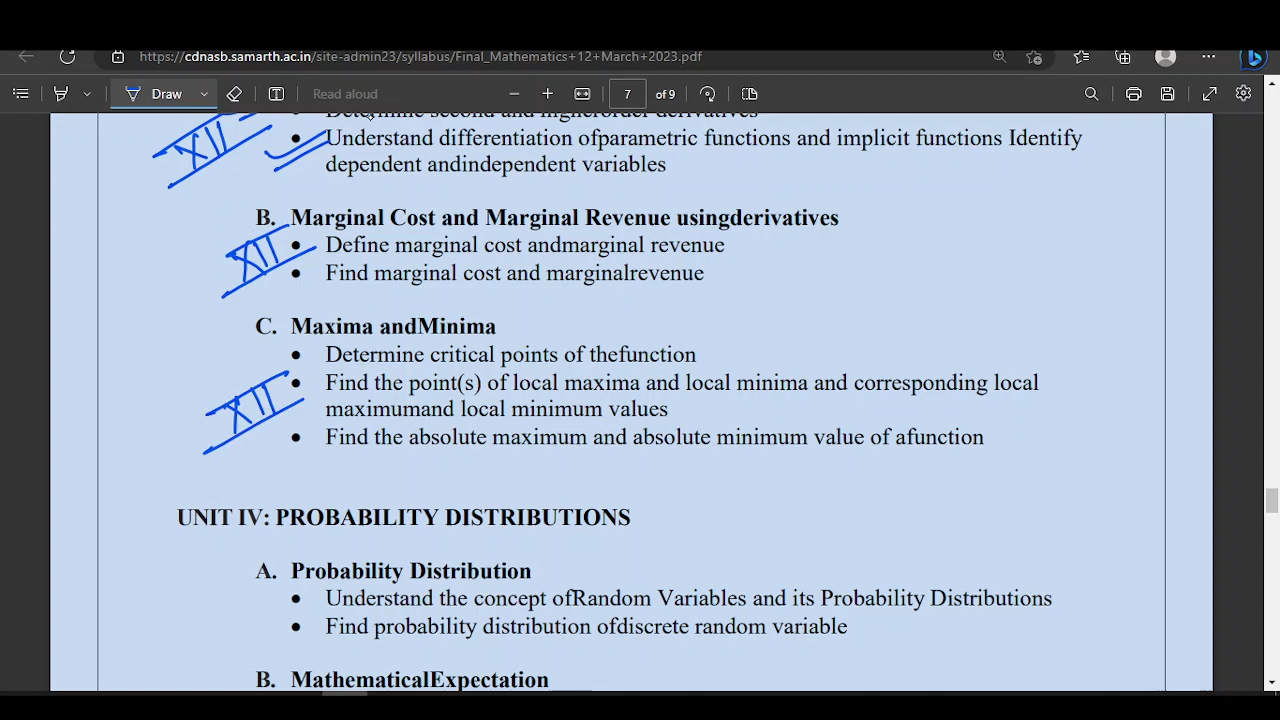 https://cdnasb.samarth.ac.in/site-admin23/syllabus/Final_Mathematics+12+March+2023.pdf
Draw
Read aloud
7 of 9
Determine second and higherorder derivatives
XII
• Understand differentiation ofparametric functions and implicit functions Identify
dependent andindependent variables
B. Marginal Cost and Marginal Revenue usingderivatives
XII
• Define marginal cost andmarginal revenue
• Find marginal cost and marginalrevenue
C. Maxima andMinima
• Determine critical points of thefunction
XII
• Find the point(s) of local maxima and local minima and corresponding local
maximumand local minimum values
• Find the absolute maximum and absolute minimum value of afunction
UNIT IV: PROBABILITY DISTRIBUTIONS
A. Probability Distribution
• Understand the concept ofRandom Variables and its Probability Distributions
• Find probability distribution ofdiscrete random variable
B. MathematicalExpectation